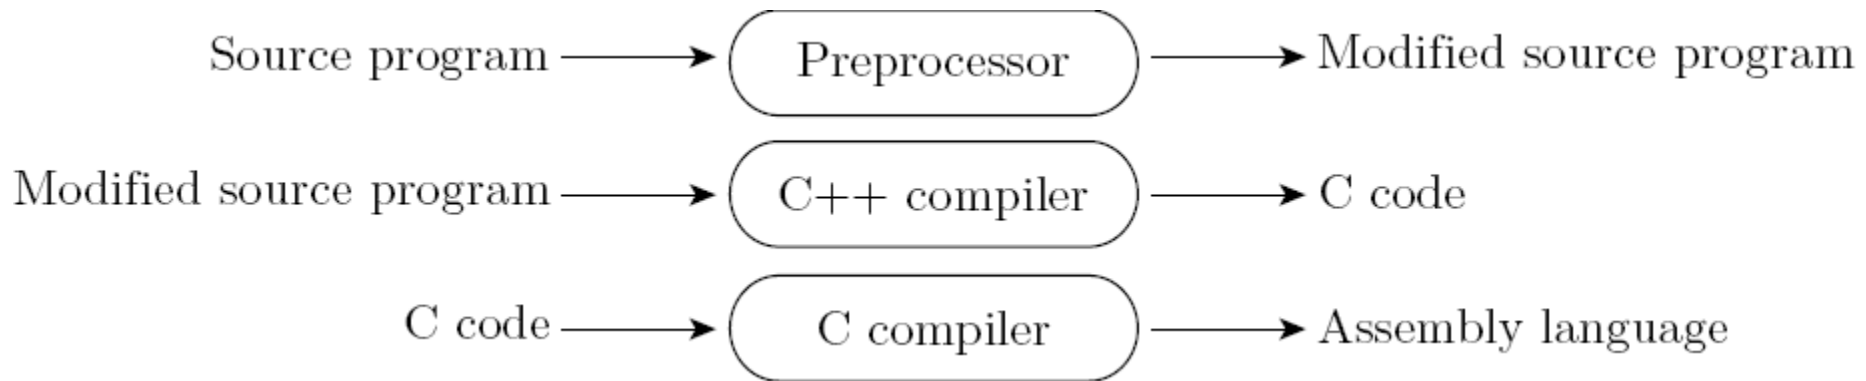 Source program Preprocessor Modified source program
Modified source program C++ compiler C code
C code C compiler Assembly language